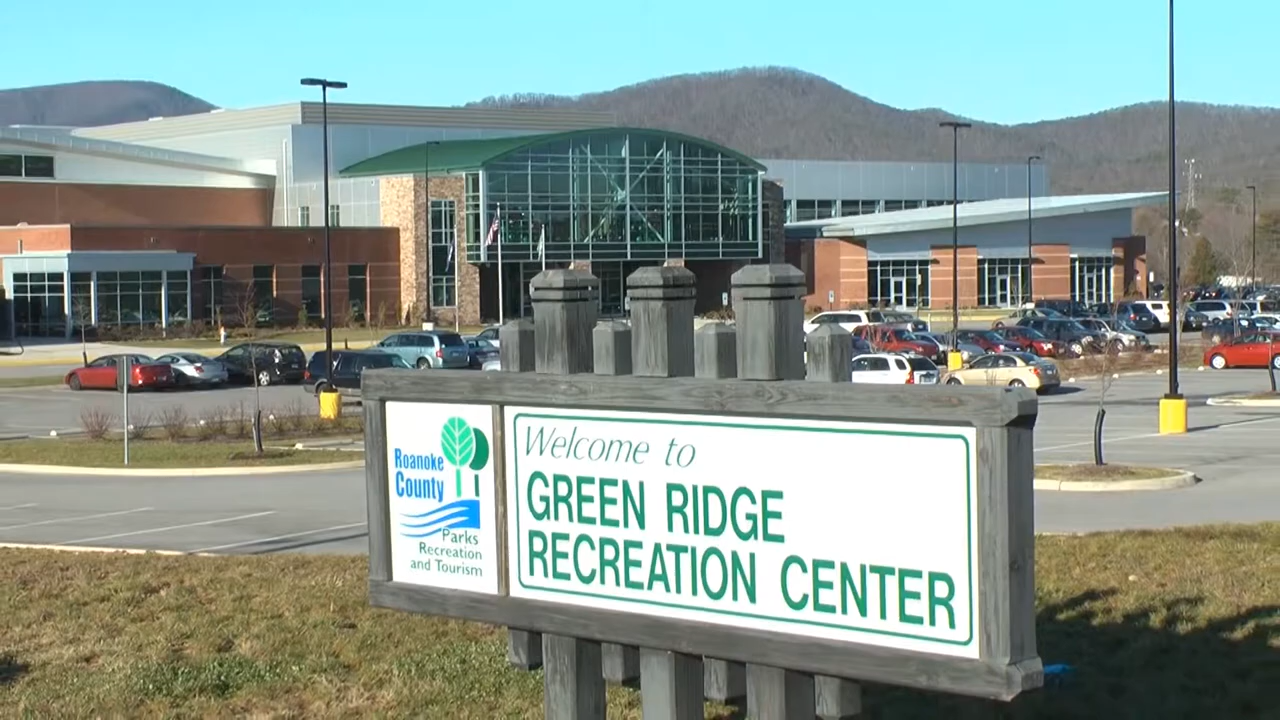 Roanoke
County
Parks
Recreation
and Tourism
Welcome to
GREEN RIDGE
RECREATION CENTER